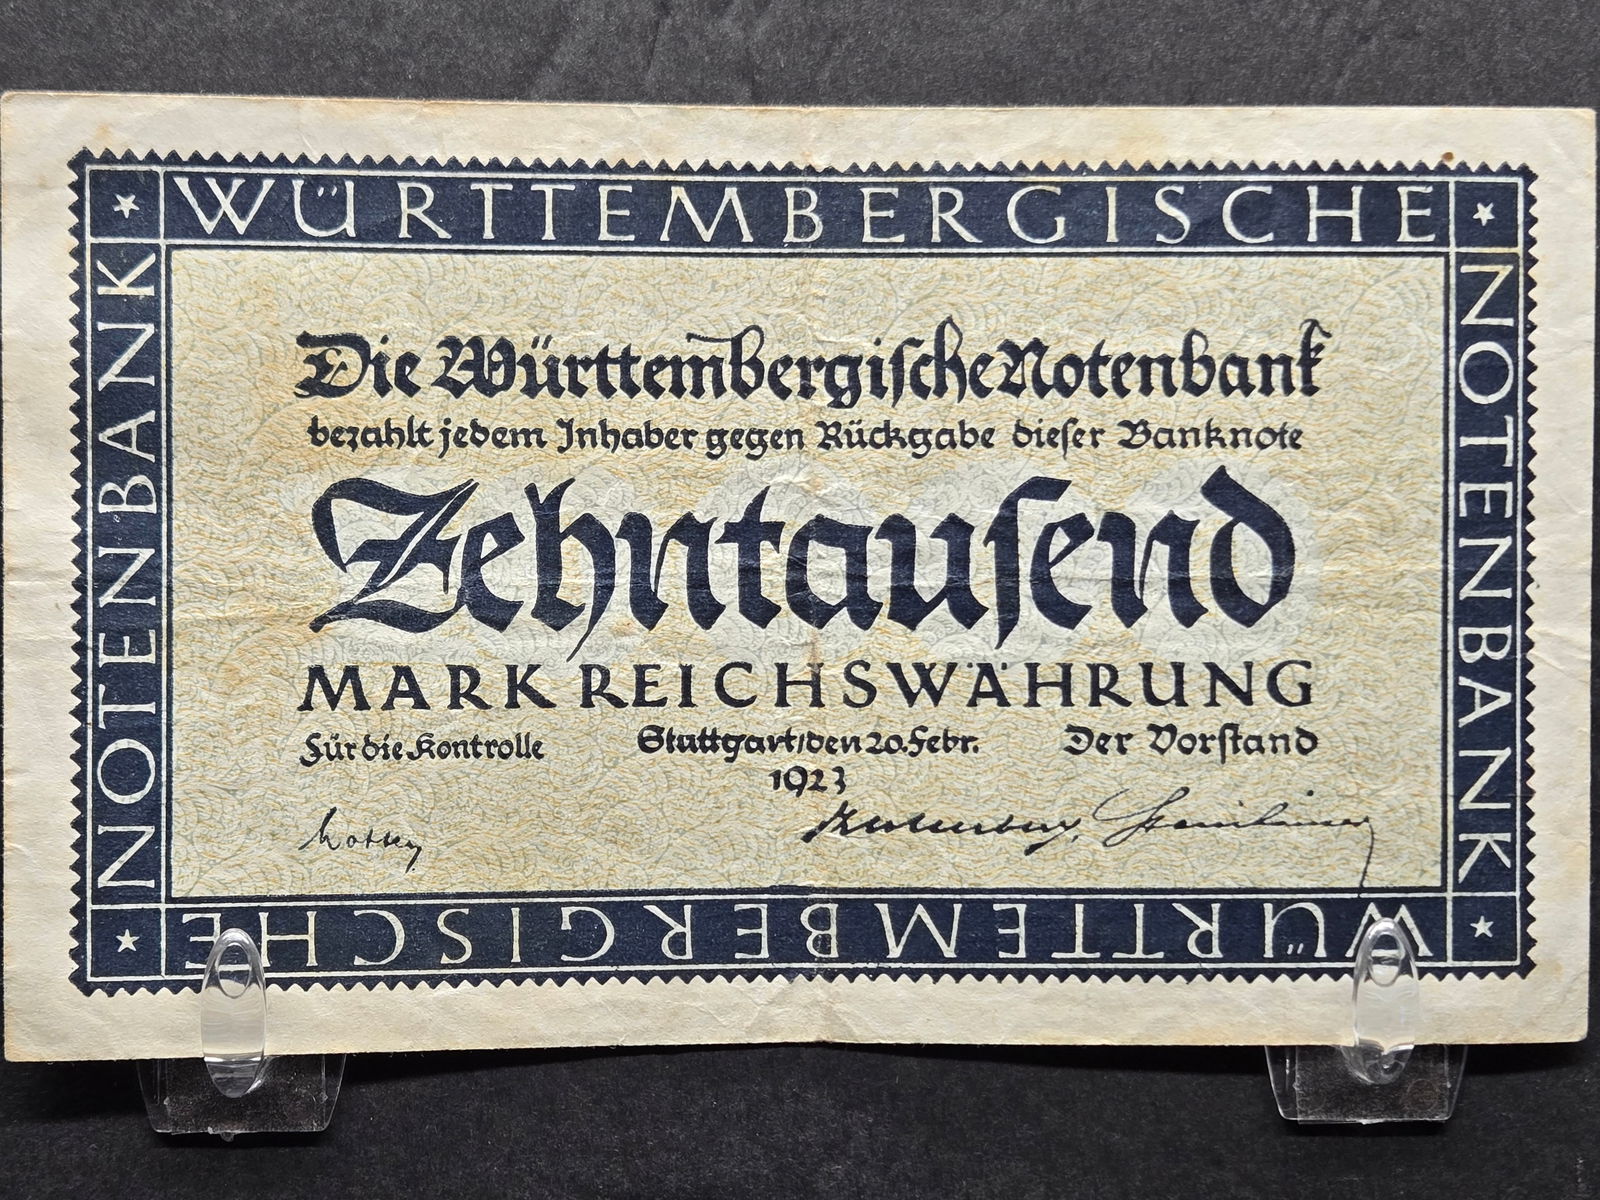 WÜRTTEMBERGISCHE
NOTENBANK
NOTENBANK
Die Württembergische Notenbank
bezahlt jedem Inhaber gegen Rückgabe dieser Banknote
Zehntausend
MARK REICHSWÄHRUNG
Für die Kontrolle
Stuttgart, den 20. Febr.
1923
Der Vorstand
WÜRTTEMBERGISCHE